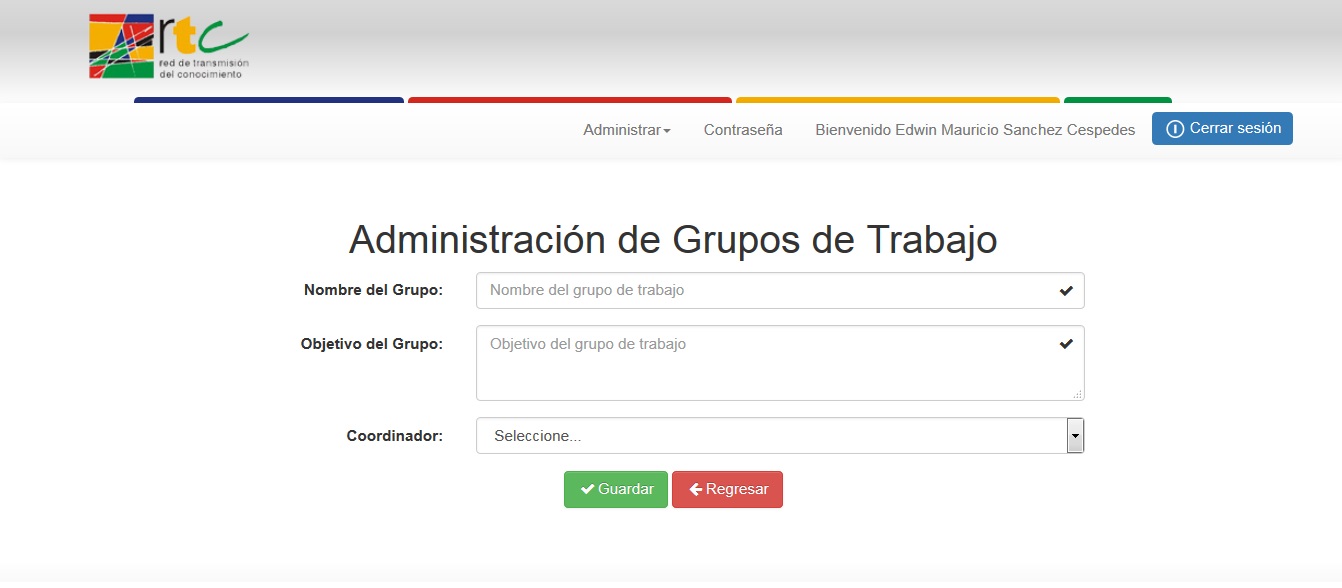 rtc
red de transmisión
del conocimiento
Administrar Contraseña Bienvenido Edwin Mauricio Sanchez Cespedes Cerrar sesión
Administración de Grupos de Trabajo
Nombre del Grupo: Nombre del grupo de trabajo
Objetivo del Grupo: Objetivo del grupo de trabajo
Coordinador: Seleccione...
Guardar Regresar